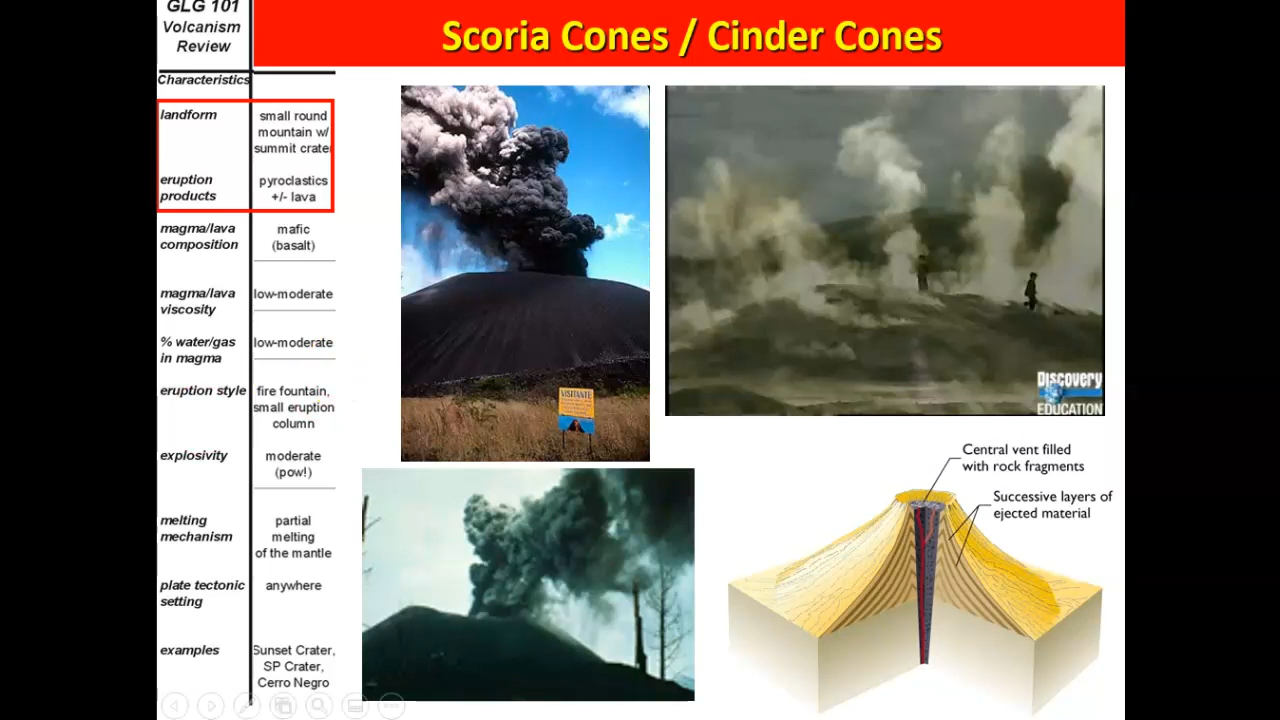 GLG 101
Volcanism
Review
Scoria Cones / Cinder Cones
Characteristics
landform
small round
mountain w/
summit crater
eruption
products
pyroclastics
+/- lava
magma/lava
composition
mafic
(basalt)
magma/lava
viscosity
low-moderate
% water/gas
in magma
low-moderate
eruption style
fire fountain,
small eruption
column
explosivity
moderate
(pow!)
melting
mechanism
partial
melting
of the mantle
plate tectonic
setting
anywhere
examples
Sunset Crater,
SP Crater,
Cerro Negro
VISITANTE
Discovery
EDUCATION
Central vent filled
with rock fragments
Successive layers of
ejected material